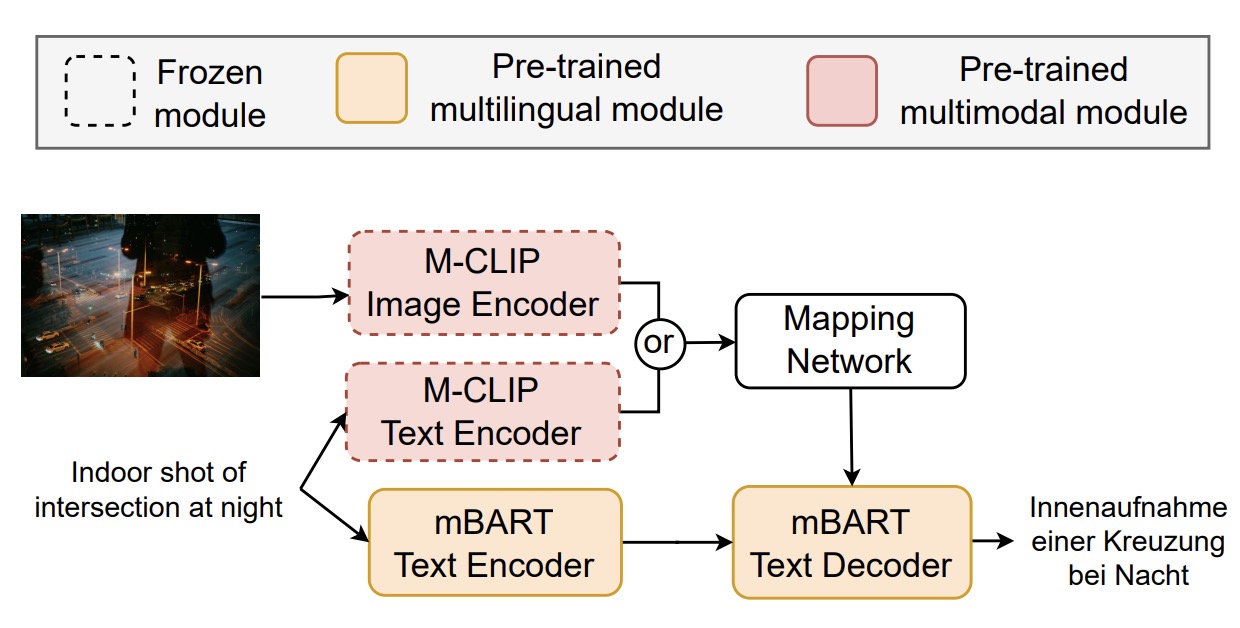 Frozen
module
Pre-trained
multilingual module
Pre-trained
multimodal module
M-CLIP
Image Encoder
or
Mapping
Network
M-CLIP
Text Encoder
Indoor shot of
intersection at night
mBART
Text Encoder
mBART
Text Decoder
Innenaufnahme
einer Kreuzung
bei Nacht